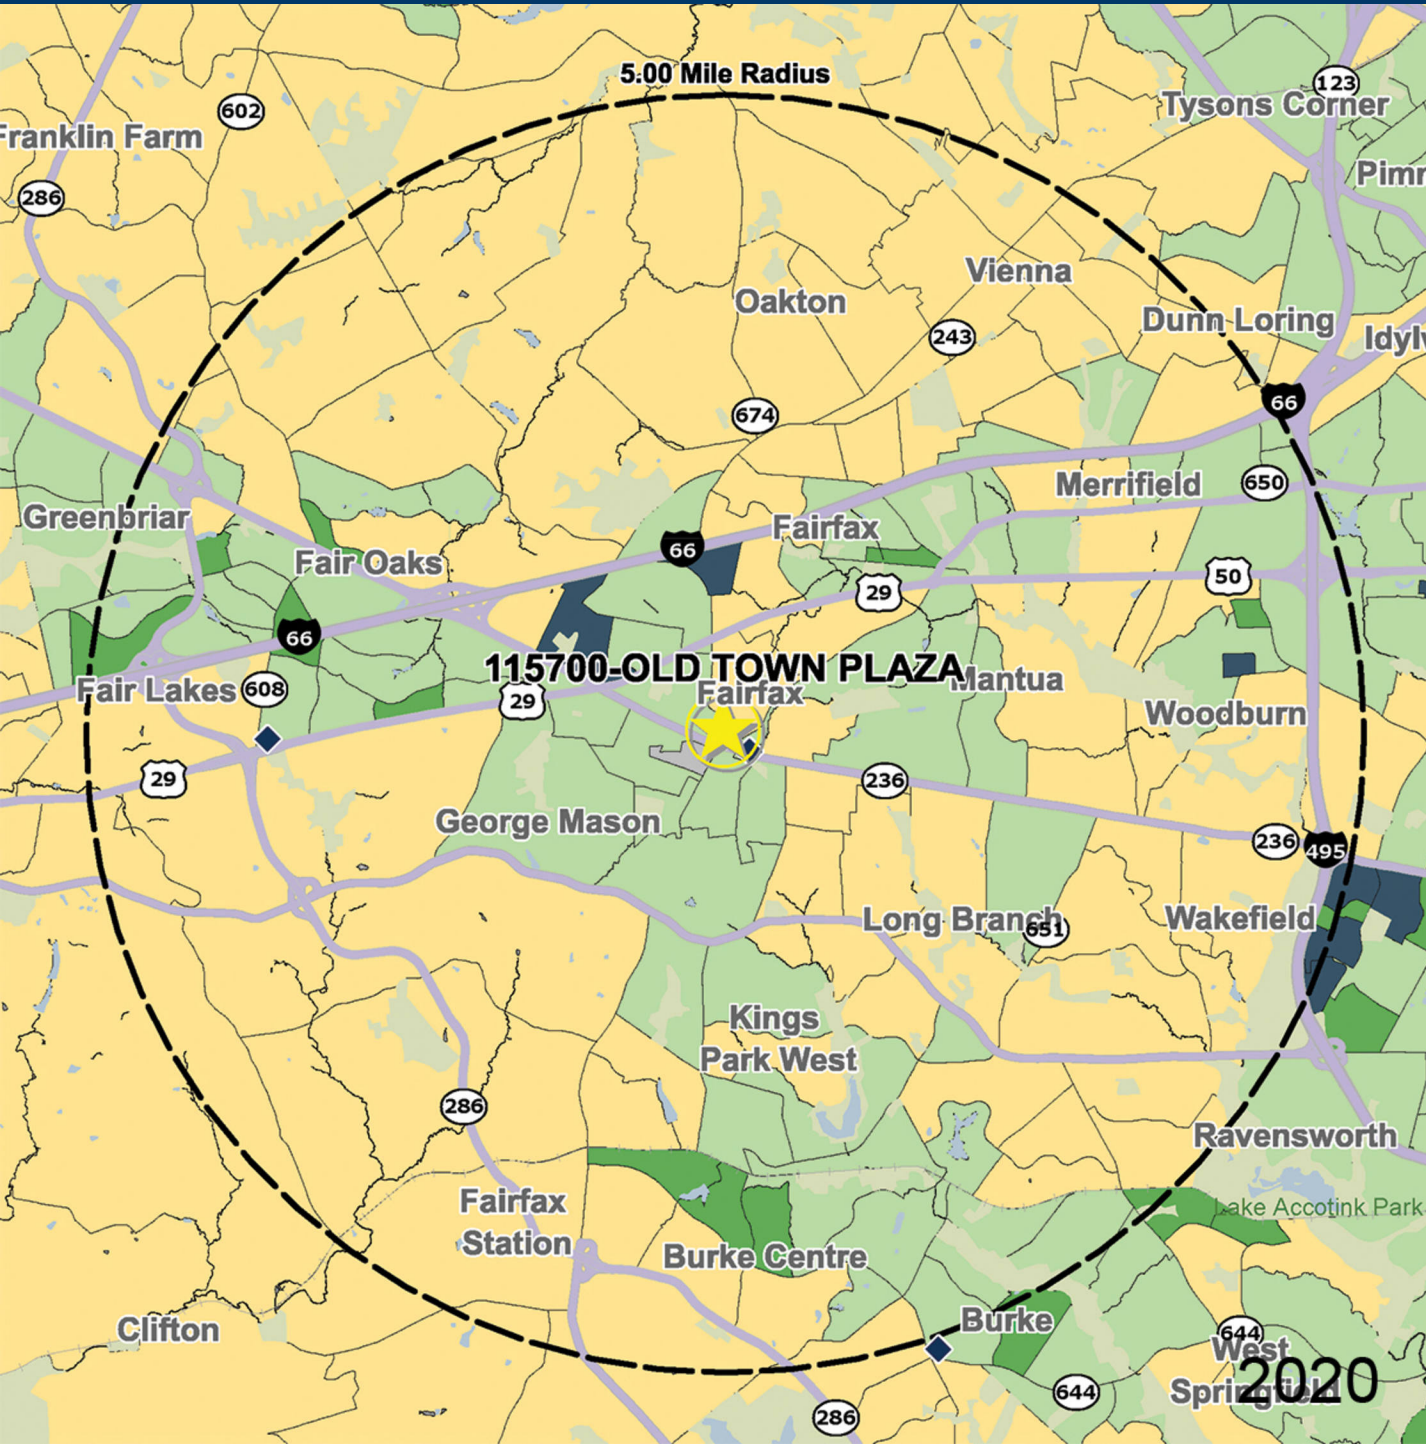 5.00 Mile Radius
123
Tysons Corner
602
Franklin Farm
Pimr
286
Vienna
Oakton
Dunn Loring
243
Idylv
66
674
Merrifield
650
Greenbriar
Fairfax
66
Fair Oaks
50
29
66
115700-OLD TOWN PLAZA
Mantua
Fair Lakes
608
Fairfax
29
Woodburn
29
236
George Mason
236
495
Long Branch
651
Wakefield
Kings
Park West
286
Ravensworth
Fairfax
Station
Lake Accotink Park
Burke Centre
Clifton
Burke
644
West
Springfield
2020
644
286